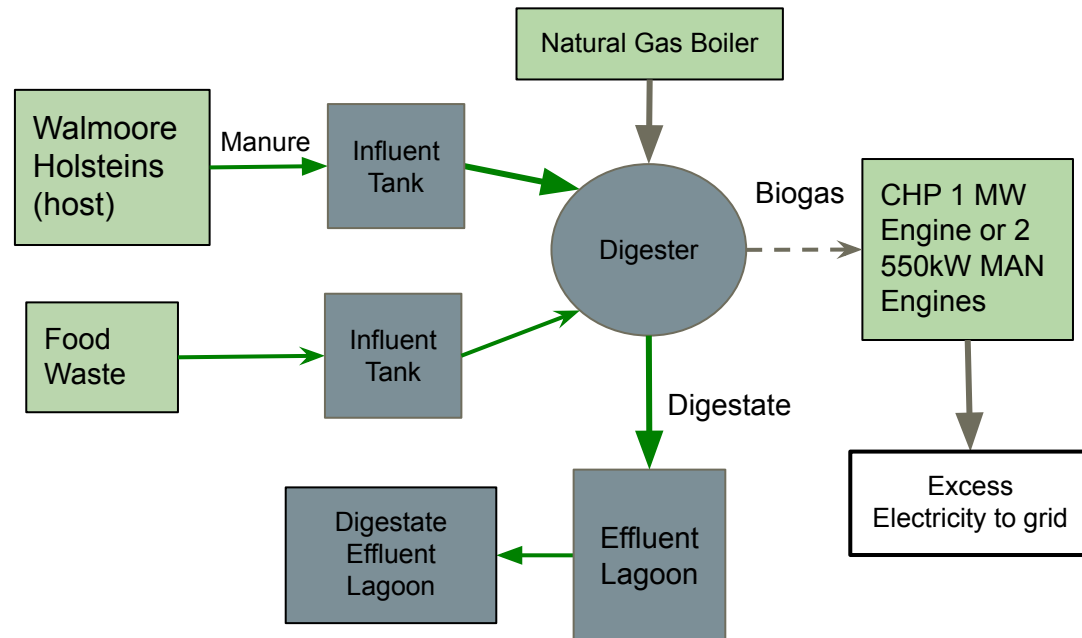 Natural Gas Boiler
Walmoore
Holsteins
(host)
Manure
Influent
Tank
Digester
Biogas
CHP 1 MW
Engine or 2
550kW MAN
Engines
Food
Waste
Influent
Tank
Digestate
Excess
Electricity to grid
Effluent
Lagoon
Digestate
Effluent
Lagoon